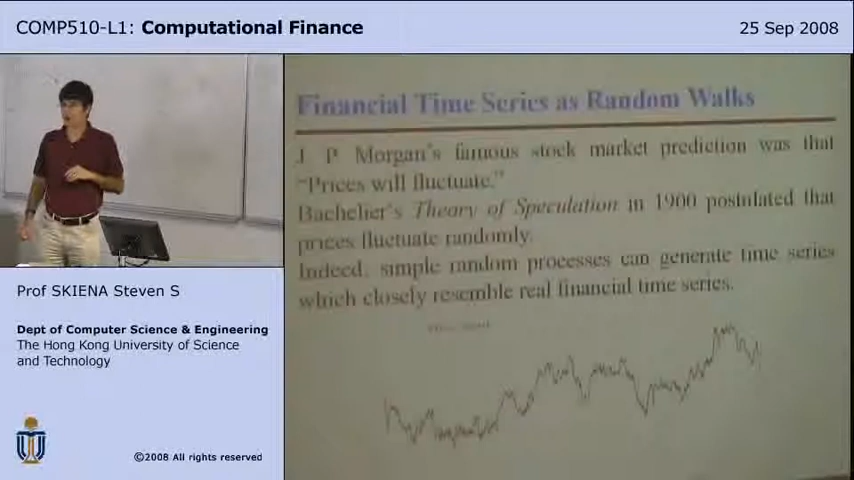 COMP510-L1: Computational Finance
25 Sep 2008
Financial Time Series as Random Walks
J. P. Morgan's famous stock market prediction was that
"Prices will fluctuate."
Bachelier's Theory of Speculation in 1900 postulated that
prices fluctuate randomly.
Indeed, simple random processes can generate time series
which closely resemble real financial time series.
Prof SKIENA Steven S
Dept of Computer Science & Engineering
The Hong Kong University of Science
and Technology
©2008 All rights reserved